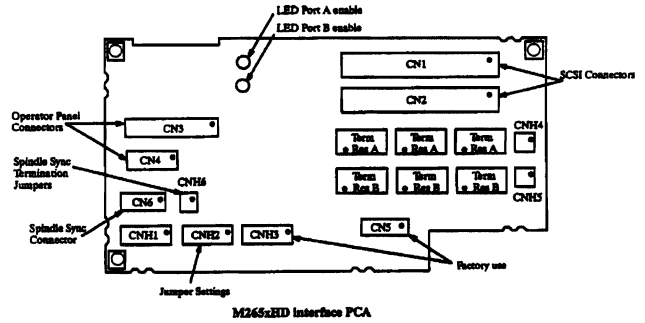 LED Port A enable
LED Port B enable
CN1
SCSI Connectors
CN2
Operator Panel
Connectors
CN3
CNH4
Term
Res A
Term
Res A
Term
Res A
CN4
Spindle Sync
Termination
Jumpers
CNH6
Term
Res B
Term
Res B
Term
Res B
CNH5
CN6
Spindle Sync
Connector
CN5
CNH1
CNH2
CNH3
Factory use
Jumper Settings
M265xHD interface PCA